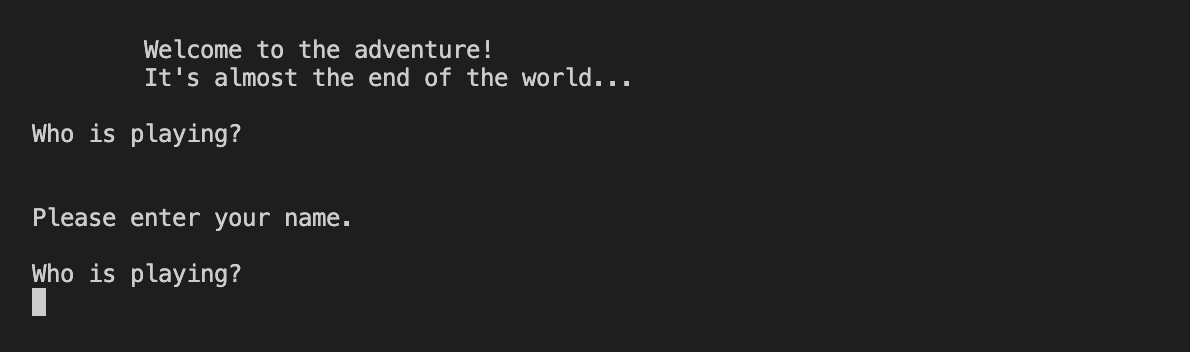 Welcome to the adventure!
It's almost the end of the world...
Who is playing?
Please enter your name.
Who is playing?